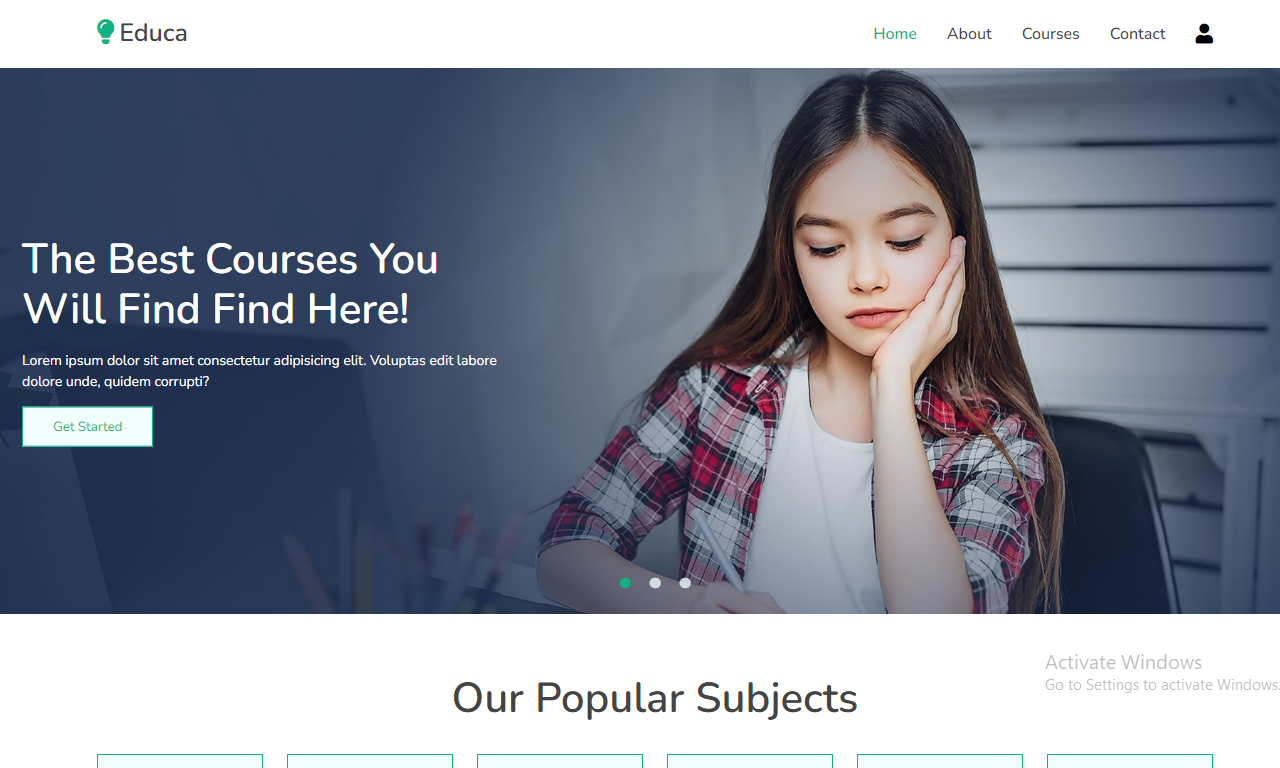 Educa
Home About Courses Contact
The Best Courses You
Will Find Find Here!
Lorem ipsum dolor sit amet consectetur adipisicing elit. Voluptas edit labore
dolore unde, quidem corrupti?
Get Started
Activate Windows
Go to Settings to activate Windows.
Our Popular Subjects